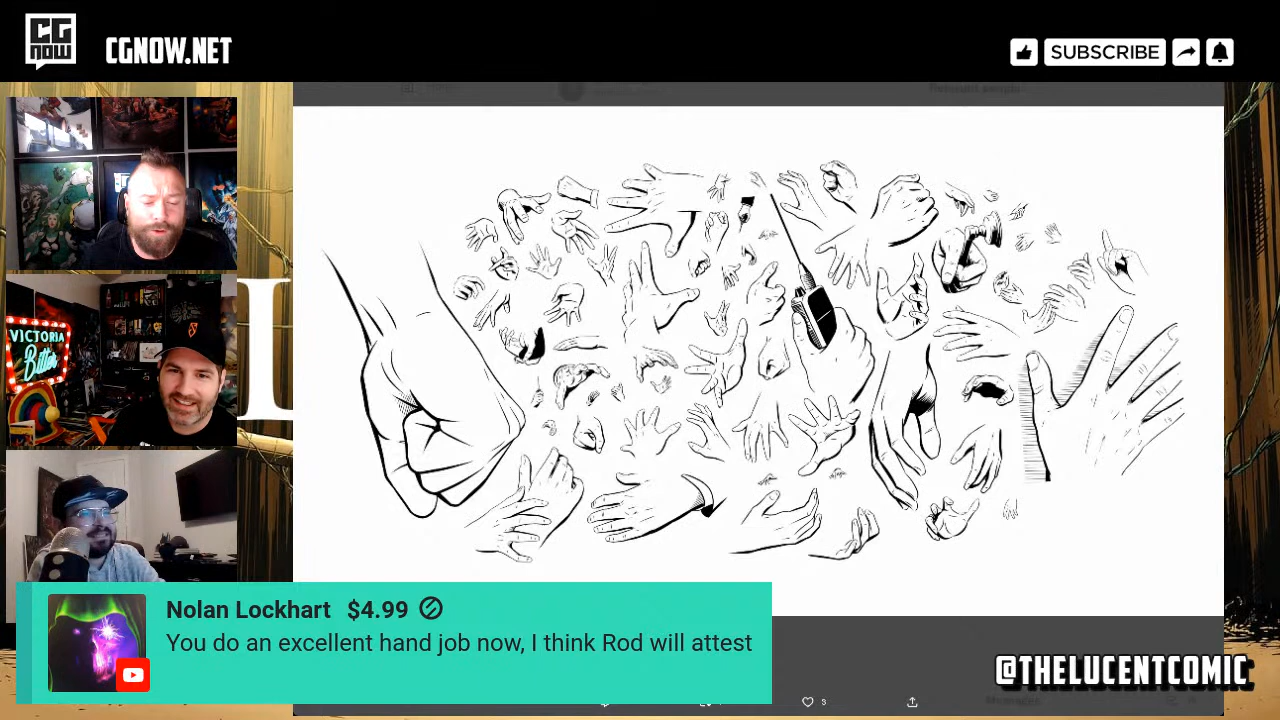 CG
NOW
CGNOW.NET
SUBSCRIBE
VICTORIA
Bitter
Nolan Lockhart $4.99
You do an excellent hand job now, I think Rod will attest
@THELUCENTCOMIC
3